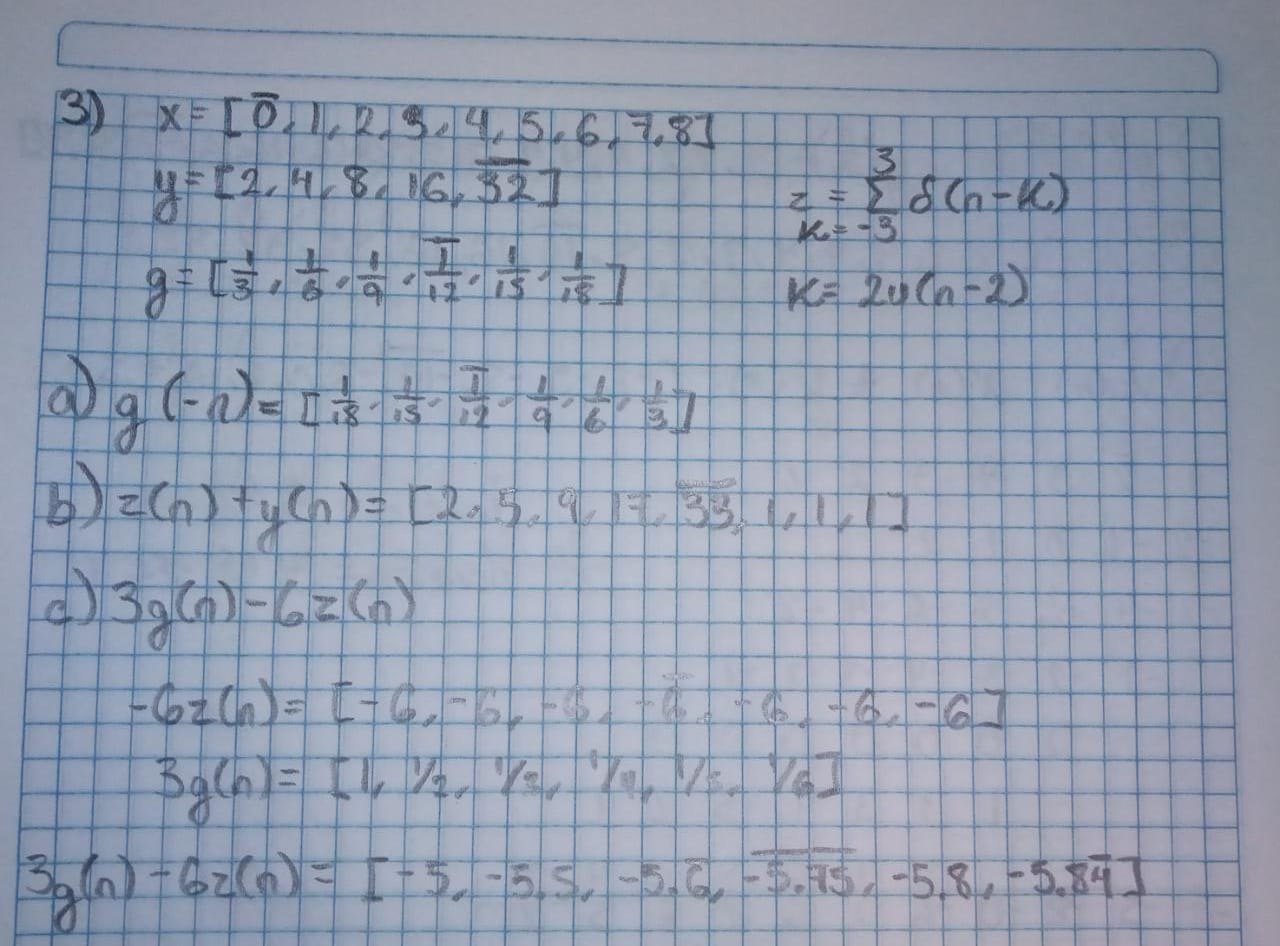 3) x = [0̅, 1, 2, 3, 4, 5, 6, 7, 8]
y = [2, 4, 8, 16, 3̅2̅]
z = Σ_{k=-3}^{3} δ(n-k)
g = [1/3, 1/6, 1/9, 1̅/12, 1/15, 1/18]
k = 2u(n-2)
a) g(-n) = [1/18, 1/15, 1̅/12, 1/9, 1/6, 1/3]
b) z(n) + y(n) = [2, 5, 9, 17, 3̅3̅, 1, 1, 1]
c) 3g(n) - 6z(n)
-6z(n) = [-6, -6, -6, -6̅, -6, -6, -6]
3g(n) = [1, 1/2, 1/3, 1/4, 1/5, 1/6]
3g(n) - 6z(n) = [-5, -5.5, -5.6̅, -̅5̅.̅7̅5̅, -5.8, -5.84̅]